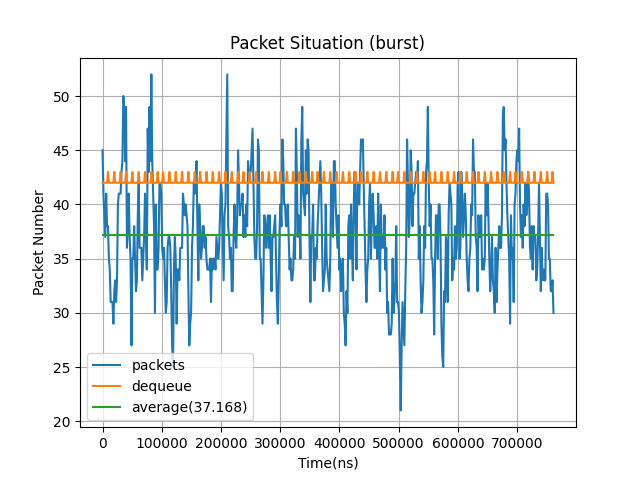 Packet Situation (burst)
Packet Number
50
45
40
35
30
25
20
packets
dequeue
average(37.168)
0 100000 200000 300000 400000 500000 600000 700000
Time(ns)